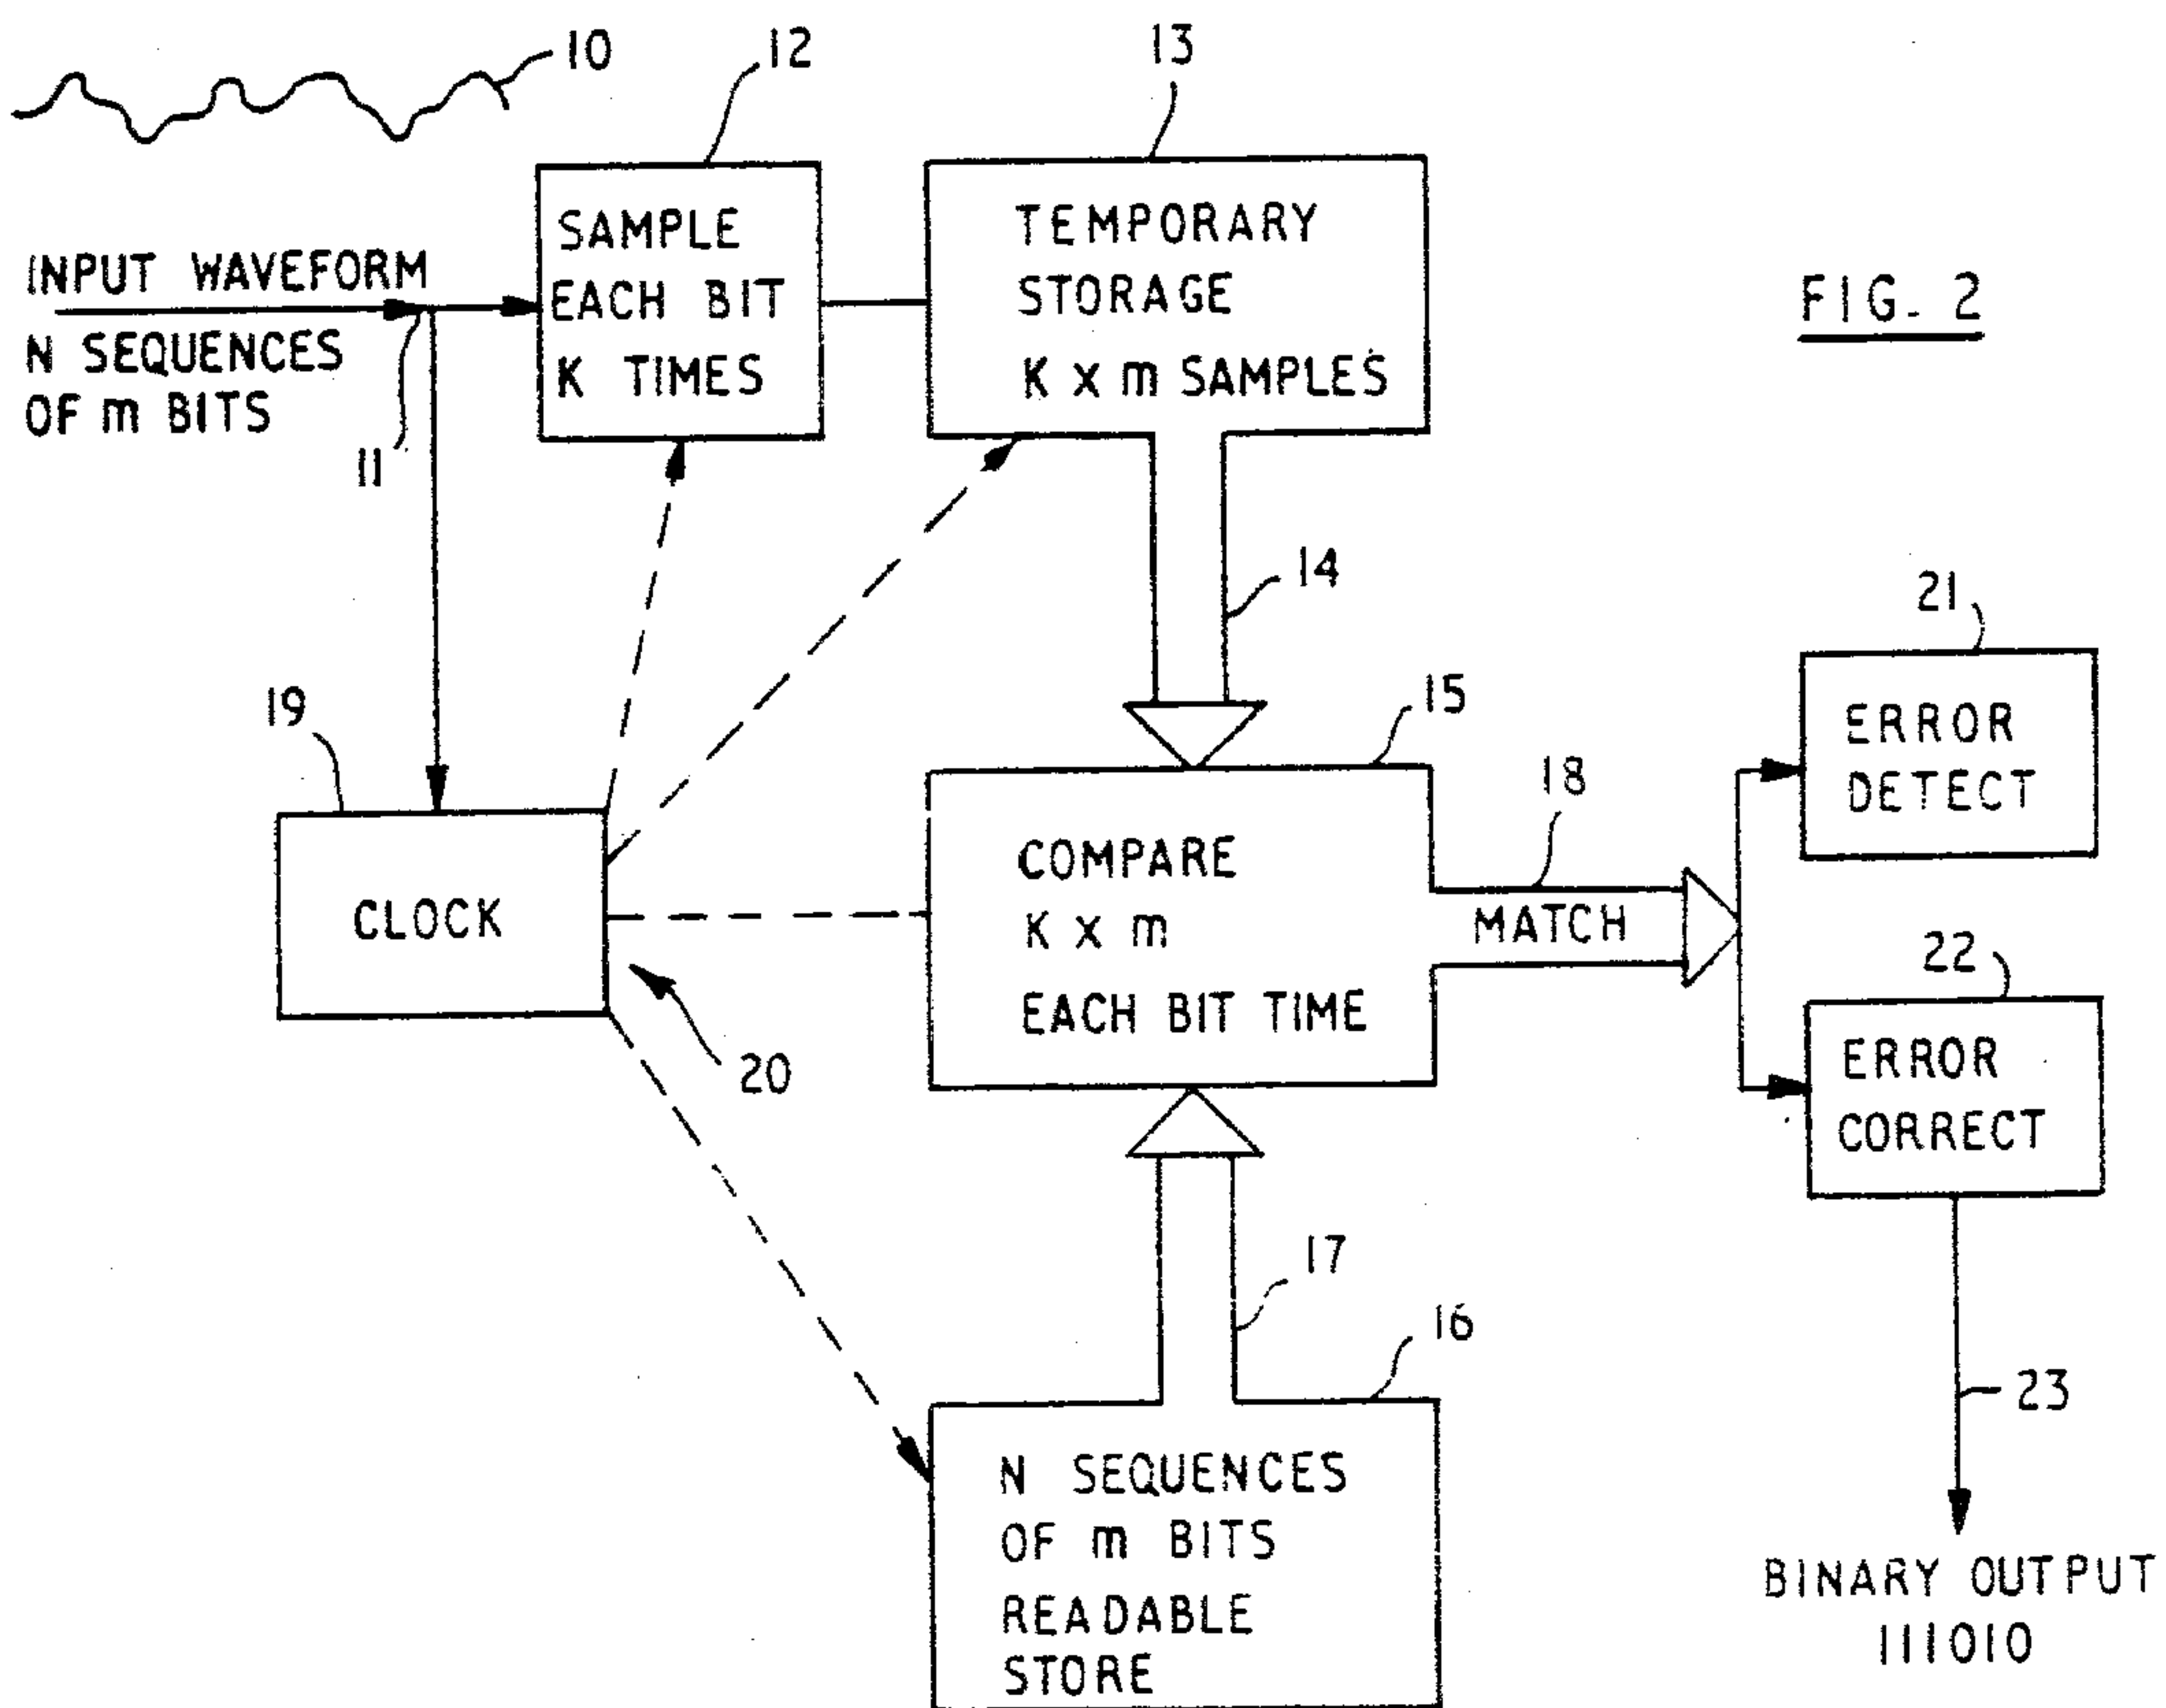 10
12
13
INPUT WAVEFORM
N SEQUENCES
OF m BITS
11
SAMPLE
EACH BIT
K TIMES
TEMPORARY
STORAGE
K x m SAMPLES
FIG. 2
14
19
CLOCK
20
15
COMPARE
K x m
EACH BIT TIME
18
MATCH
21
ERROR
DETECT
22
ERROR
CORRECT
17
16
N SEQUENCES
OF m BITS
READABLE
STORE
23
BINARY OUTPUT
111010